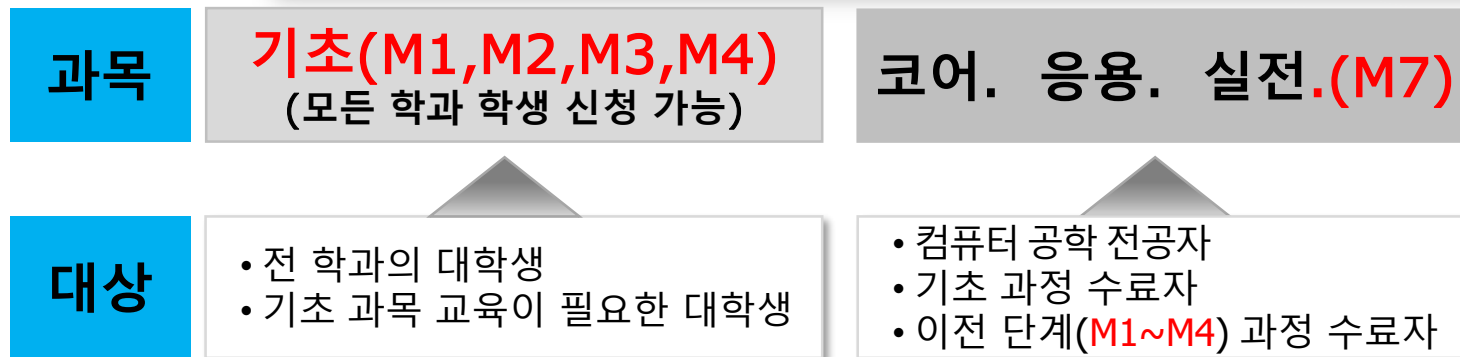 과목
기초(M1,M2,M3,M4)
(모든 학과 학생 신청 가능)
코어. 응용. 실전.(M7)
대상
• 전 학과의 대학생
• 기초 과목 교육이 필요한 대학생
• 컴퓨터 공학 전공자
• 기초 과정 수료자
• 이전 단계(M1~M4) 과정 수료자